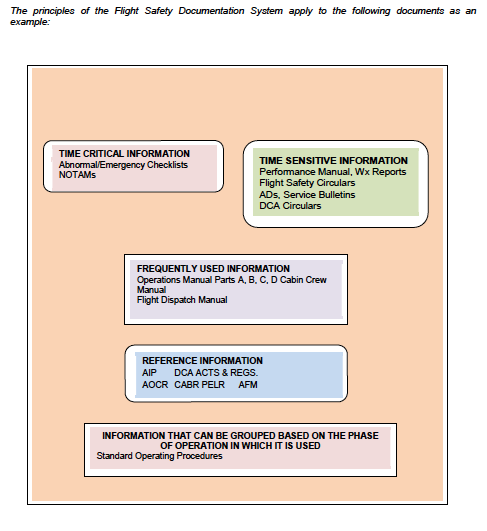 The principles of the Flight Safety Documentation System apply to the following documents as an
example:
TIME CRITICAL INFORMATION
Abnormal/Emergency Checklists
NOTAMs
TIME SENSITIVE INFORMATION
Performance Manual, Wx Reports
Flight Safety Circulars
ADs, Service Bulletins
DCA Circulars
FREQUENTLY USED INFORMATION
Operations Manual Parts A, B, C, D Cabin Crew
Manual
Flight Dispatch Manual
REFERENCE INFORMATION
AIP DCA ACTS & REGS.
AOCR CABR PELR AFM
INFORMATION THAT CAN BE GROUPED BASED ON THE PHASE
OF OPERATION IN WHICH IT IS USED
Standard Operating Procedures